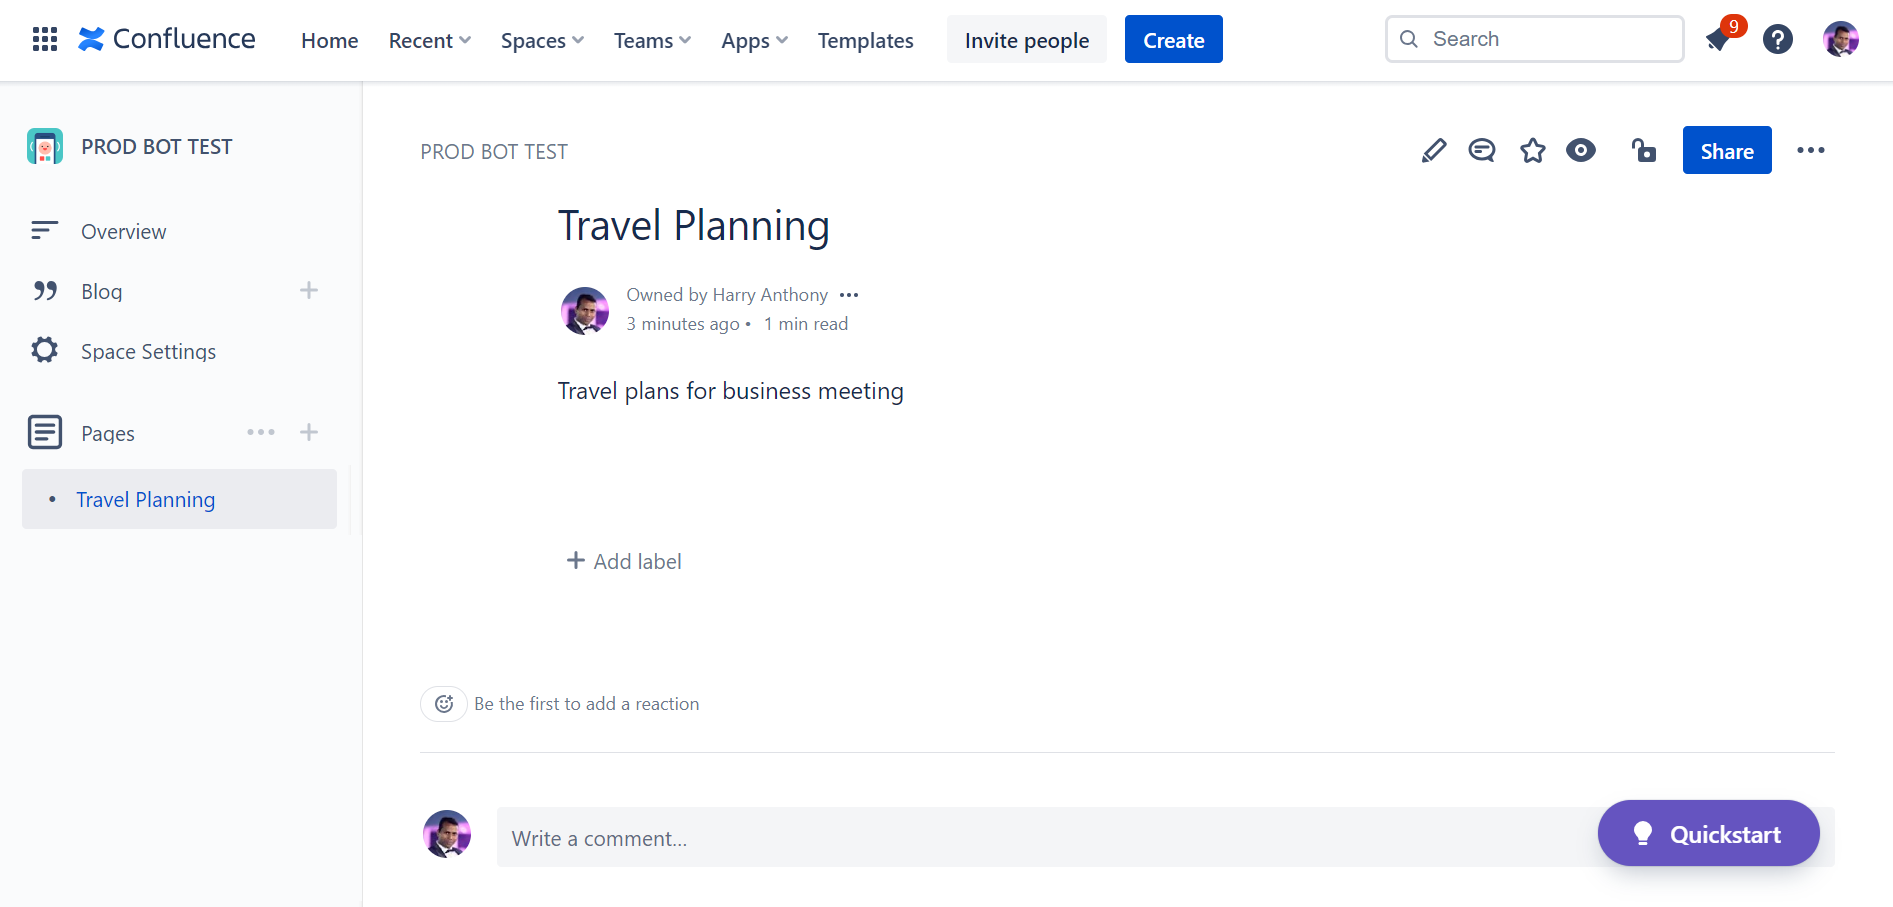 Confluence
Home
Recent
Spaces
Teams
Apps
Templates
Invite people
Create
Search
9
PROD BOT TEST
Overview
Blog
Space Settings
Pages
• Travel Planning
PROD BOT TEST
Share
Travel Planning
Owned by Harry Anthony
3 minutes ago • 1 min read
Travel plans for business meeting
Add label
Be the first to add a reaction
Write a comment...
Quickstart